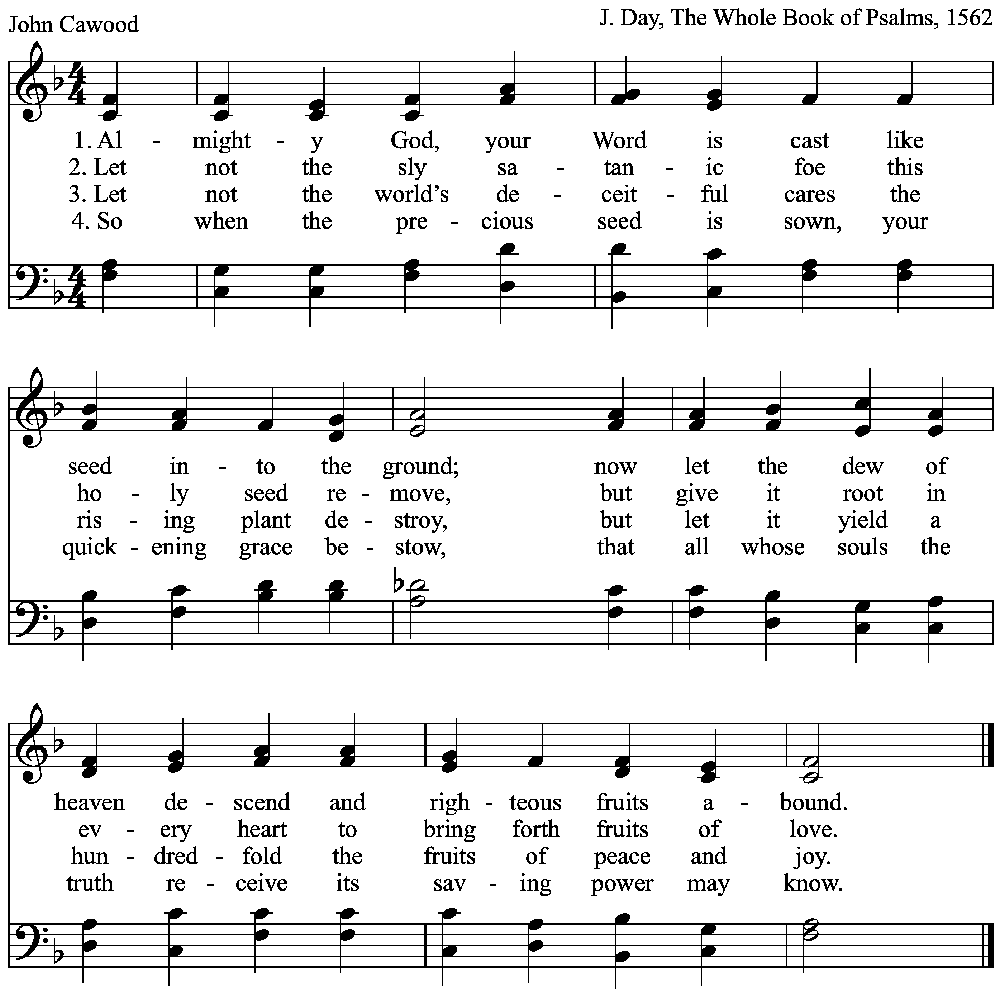 John Cawood
J. Day, The Whole Book of Psalms, 1562
1. Al - might - y God, your Word is cast like
2. Let not the sly sa - tan - ic foe this
3. Let not the world’s de - ceit - ful cares the
4. So when the pre - cious seed is sown, your
seed in - to the ground; now let the dew of
ho - ly seed re - move, but give it root in
ris - ing plant de - stroy, but let it yield a
quick - ening grace be - stow, that all whose souls the
heaven de - scend and righ - teous fruits a - bound.
ev - ery heart to bring forth fruits of love.
hun - dred - fold the fruits of peace and joy.
truth re - ceive its sav - ing power may know.